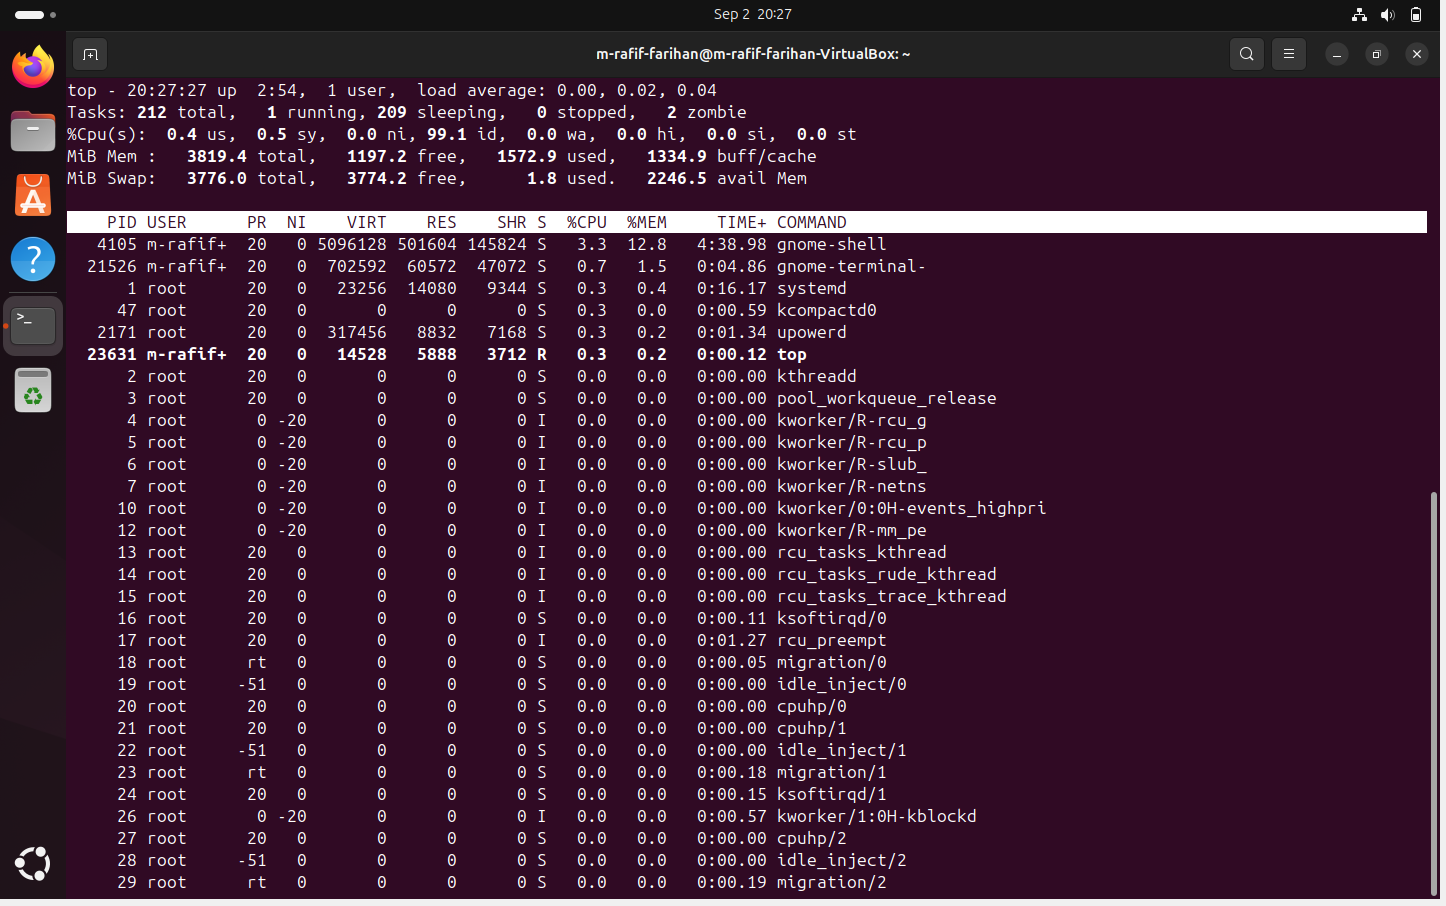 Sep 2 20:27
m-rafif-farihan@m-rafif-farihan-VirtualBox: ~
top - 20:27:27 up  2:54,  1 user,  load average: 0.00, 0.02, 0.04
Tasks: 212 total,   1 running, 209 sleeping,   0 stopped,   2 zombie
%Cpu(s):  0.4 us,  0.5 sy,  0.0 ni, 99.1 id,  0.0 wa,  0.0 hi,  0.0 si,  0.0 st
MiB Mem :   3819.4 total,   1197.2 free,   1572.9 used,   1334.9 buff/cache
MiB Swap:   3776.0 total,   3774.2 free,      1.8 used.   2246.5 avail Mem
    PID USER      PR  NI    VIRT    RES    SHR S  %CPU  %MEM     TIME+ COMMAND
   4105 m-rafif+  20   0 5096128 501604 145824 S   3.3  12.8   4:38.98 gnome-shell
  21526 m-rafif+  20   0  702592  60572  47072 S   0.7   1.5   0:04.86 gnome-terminal-
      1 root      20   0   23256  14080   9344 S   0.3   0.4   0:16.17 systemd
     47 root      20   0       0      0      0 S   0.3   0.0   0:00.59 kcompactd0
   2171 root      20   0  317456   8832   7168 S   0.3   0.2   0:01.34 upowerd
  23631 m-rafif+  20   0   14528   5888   3712 R   0.3   0.2   0:00.12 top
      2 root      20   0       0      0      0 S   0.0   0.0   0:00.00 kthreadd
      3 root      20   0       0      0      0 S   0.0   0.0   0:00.00 pool_workqueue_release
      4 root       0 -20       0      0      0 I   0.0   0.0   0:00.00 kworker/R-rcu_g
      5 root       0 -20       0      0      0 I   0.0   0.0   0:00.00 kworker/R-rcu_p
      6 root       0 -20       0      0      0 I   0.0   0.0   0:00.00 kworker/R-slub_
      7 root       0 -20       0      0      0 I   0.0   0.0   0:00.00 kworker/R-netns
     10 root       0 -20       0      0      0 I   0.0   0.0   0:00.00 kworker/0:0H-events_highpri
     12 root       0 -20       0      0      0 I   0.0   0.0   0:00.00 kworker/R-mm_pe
     13 root      20   0       0      0      0 I   0.0   0.0   0:00.00 rcu_tasks_kthread
     14 root      20   0       0      0      0 I   0.0   0.0   0:00.00 rcu_tasks_rude_kthread
     15 root      20   0       0      0      0 I   0.0   0.0   0:00.00 rcu_tasks_trace_kthread
     16 root      20   0       0      0      0 S   0.0   0.0   0:00.11 ksoftirqd/0
     17 root      20   0       0      0      0 I   0.0   0.0   0:01.27 rcu_preempt
     18 root      rt   0       0      0      0 S   0.0   0.0   0:00.05 migration/0
     19 root     -51   0       0      0      0 S   0.0   0.0   0:00.00 idle_inject/0
     20 root      20   0       0      0      0 S   0.0   0.0   0:00.00 cpuhp/0
     21 root      20   0       0      0      0 S   0.0   0.0   0:00.00 cpuhp/1
     22 root     -51   0       0      0      0 S   0.0   0.0   0:00.00 idle_inject/1
     23 root      rt   0       0      0      0 S   0.0   0.0   0:00.18 migration/1
     24 root      20   0       0      0      0 S   0.0   0.0   0:00.15 ksoftirqd/1
     26 root       0 -20       0      0      0 I   0.0   0.0   0:00.57 kworker/1:0H-kblockd
     27 root      20   0       0      0      0 S   0.0   0.0   0:00.00 cpuhp/2
     28 root     -51   0       0      0      0 S   0.0   0.0   0:00.00 idle_inject/2
     29 root      rt   0       0      0      0 S   0.0   0.0   0:00.19 migration/2